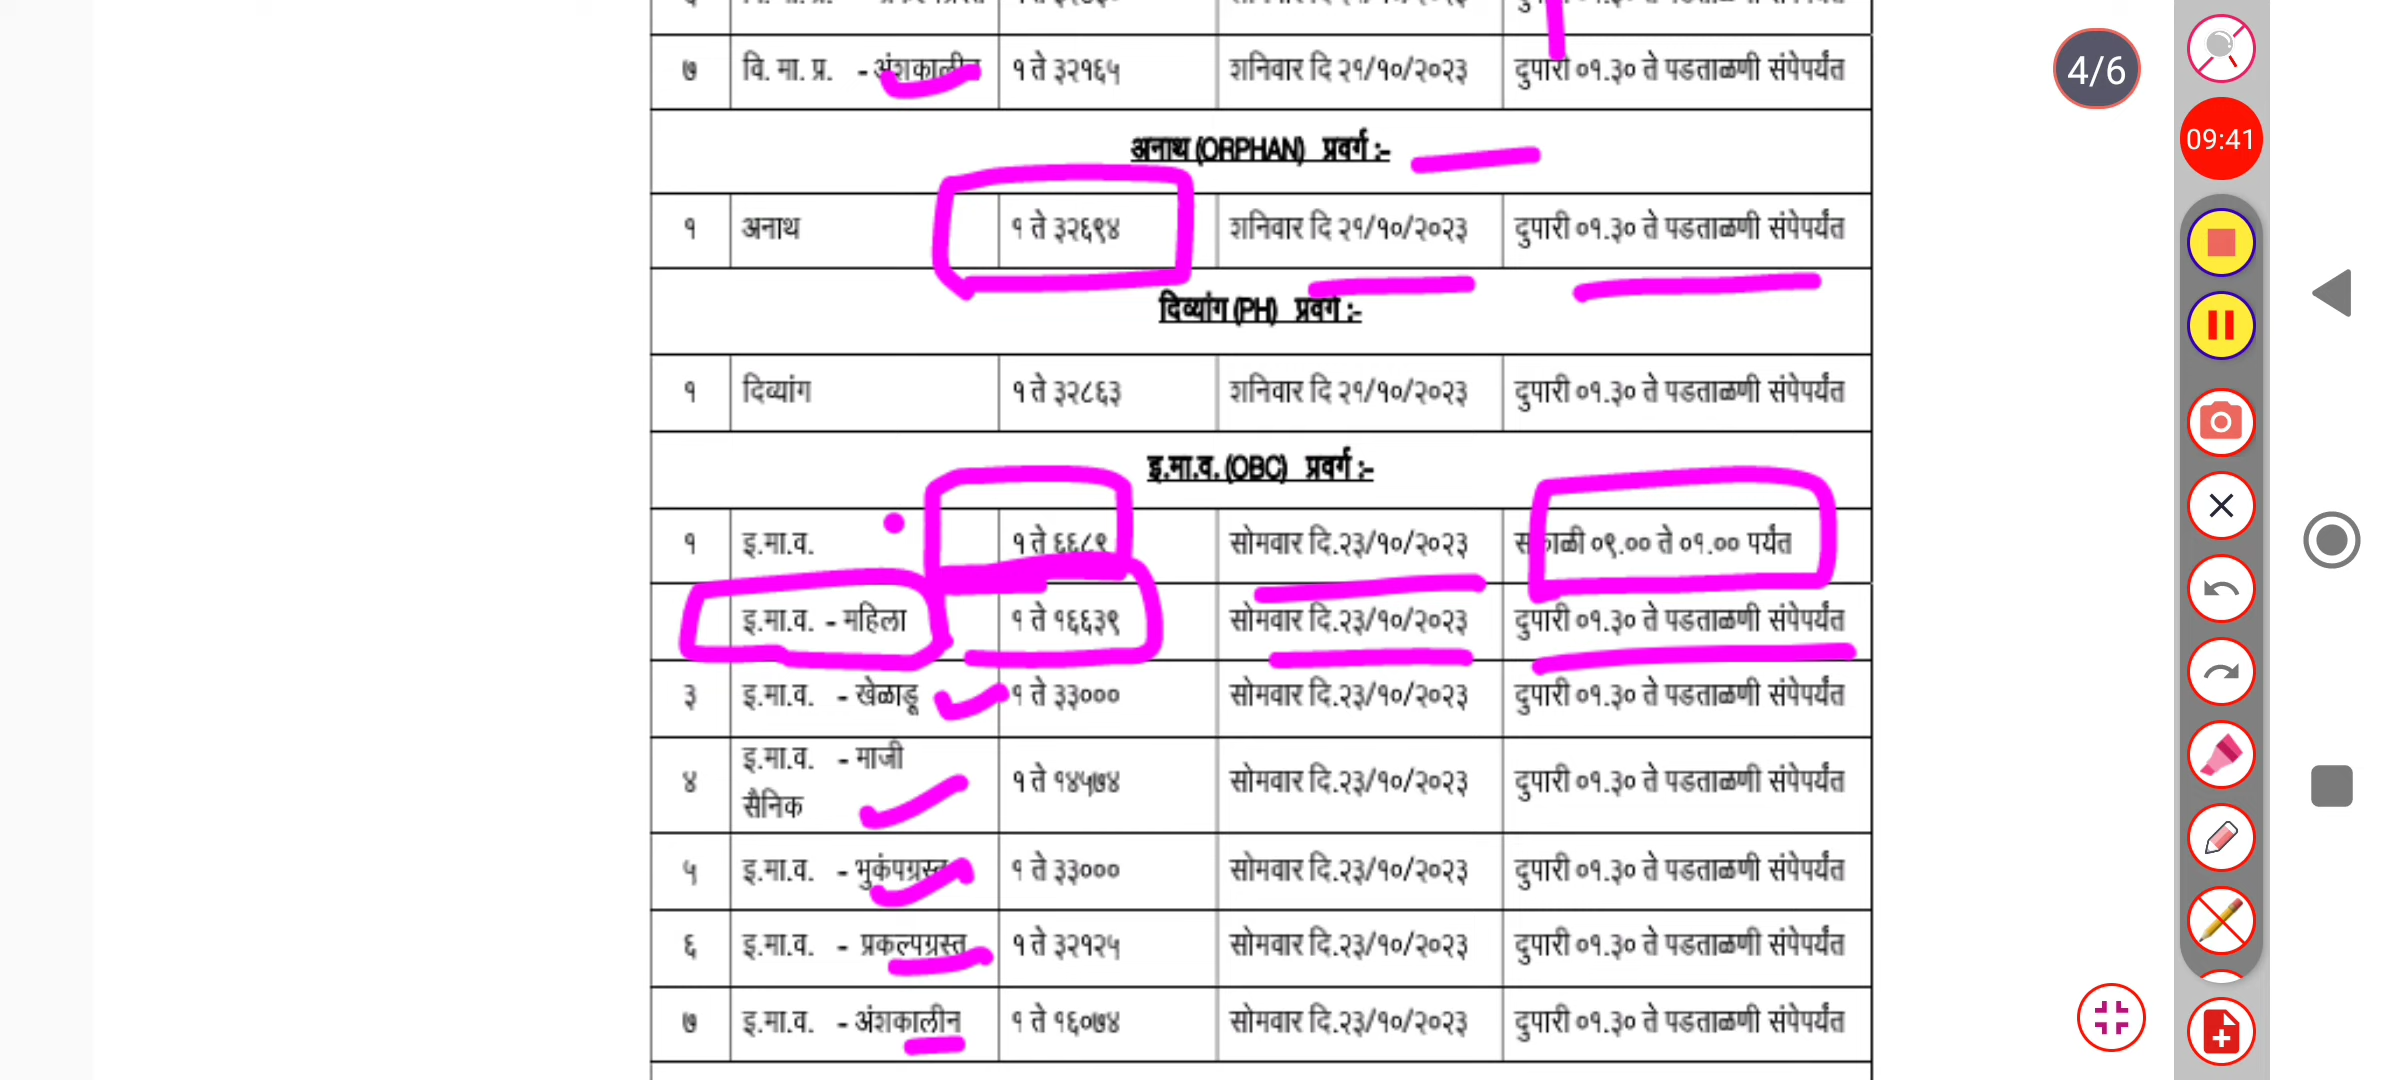 ७ वि. मा. प्र. - अंशकालीन १ ते ३२१६५ शनिवार दि २१/१०/२०२३ दुपारी ०१.३० ते पडताळणी संपेपर्यंत
अनाथ (ORPHAN) प्रवर्ग :-
१ अनाथ १ ते ३२६९४ शनिवार दि २१/१०/२०२३ दुपारी ०१.३० ते पडताळणी संपेपर्यंत
दिव्यांग (PH) प्रवर्ग :-
१ दिव्यांग १ ते ३२८६३ शनिवार दि २१/१०/२०२३ दुपारी ०१.३० ते पडताळणी संपेपर्यंत
इ.मा.व. (OBC) प्रवर्ग :-
१ इ.मा.व. १ ते ६६८९ सोमवार दि.२३/१०/२०२३ सकाळी ०९.०० ते ०१.०० पर्यंत
इ.मा.व. - महिला १ ते १६६३९ सोमवार दि.२३/१०/२०२३ दुपारी ०१.३० ते पडताळणी संपेपर्यंत
३ इ.मा.व. - खेळाडू १ ते ३३००० सोमवार दि.२३/१०/२०२३ दुपारी ०१.३० ते पडताळणी संपेपर्यंत
४ इ.मा.व. - माजी सैनिक १ ते १४५७४ सोमवार दि.२३/१०/२०२३ दुपारी ०१.३० ते पडताळणी संपेपर्यंत
५ इ.मा.व. - भुकंपग्रस्त १ ते ३३००० सोमवार दि.२३/१०/२०२३ दुपारी ०१.३० ते पडताळणी संपेपर्यंत
६ इ.मा.व. - प्रकल्पग्रस्त १ ते ३२१२५ सोमवार दि.२३/१०/२०२३ दुपारी ०१.३० ते पडताळणी संपेपर्यंत
७ इ.मा.व. - अंशकालीन १ ते १६०७४ सोमवार दि.२३/१०/२०२३ दुपारी ०१.३० ते पडताळणी संपेपर्यंत
4/6
09:41